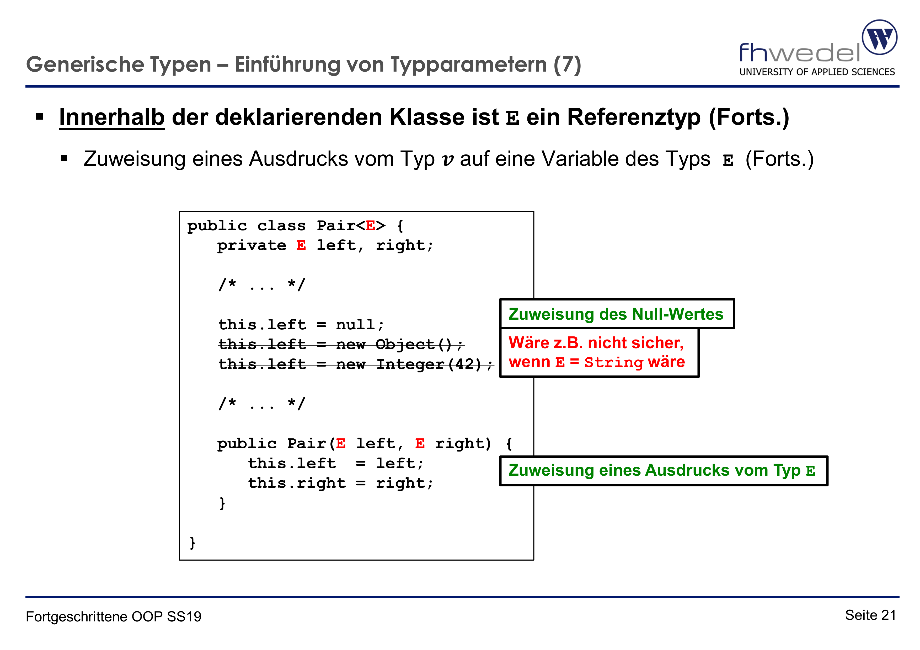 Generische Typen – Einführung von Typparametern (7)
fhwedel
UNIVERSITY OF APPLIED SCIENCES
W
▪ Innerhalb der deklarierenden Klasse ist E ein Referenztyp (Forts.)
▪ Zuweisung eines Ausdrucks vom Typ v auf eine Variable des Typs E (Forts.)
public class Pair<E> {
private E left, right;
/* ... */
this.left = null;
this.left = new Object();
this.left = new Integer(42);
/* ... */
public Pair(E left, E right) {
this.left = left;
this.right = right;
}
}
Zuweisung des Null-Wertes
Wäre z.B. nicht sicher,
wenn E = String wäre
Zuweisung eines Ausdrucks vom Typ E
Fortgeschrittene OOP SS19
Seite 21